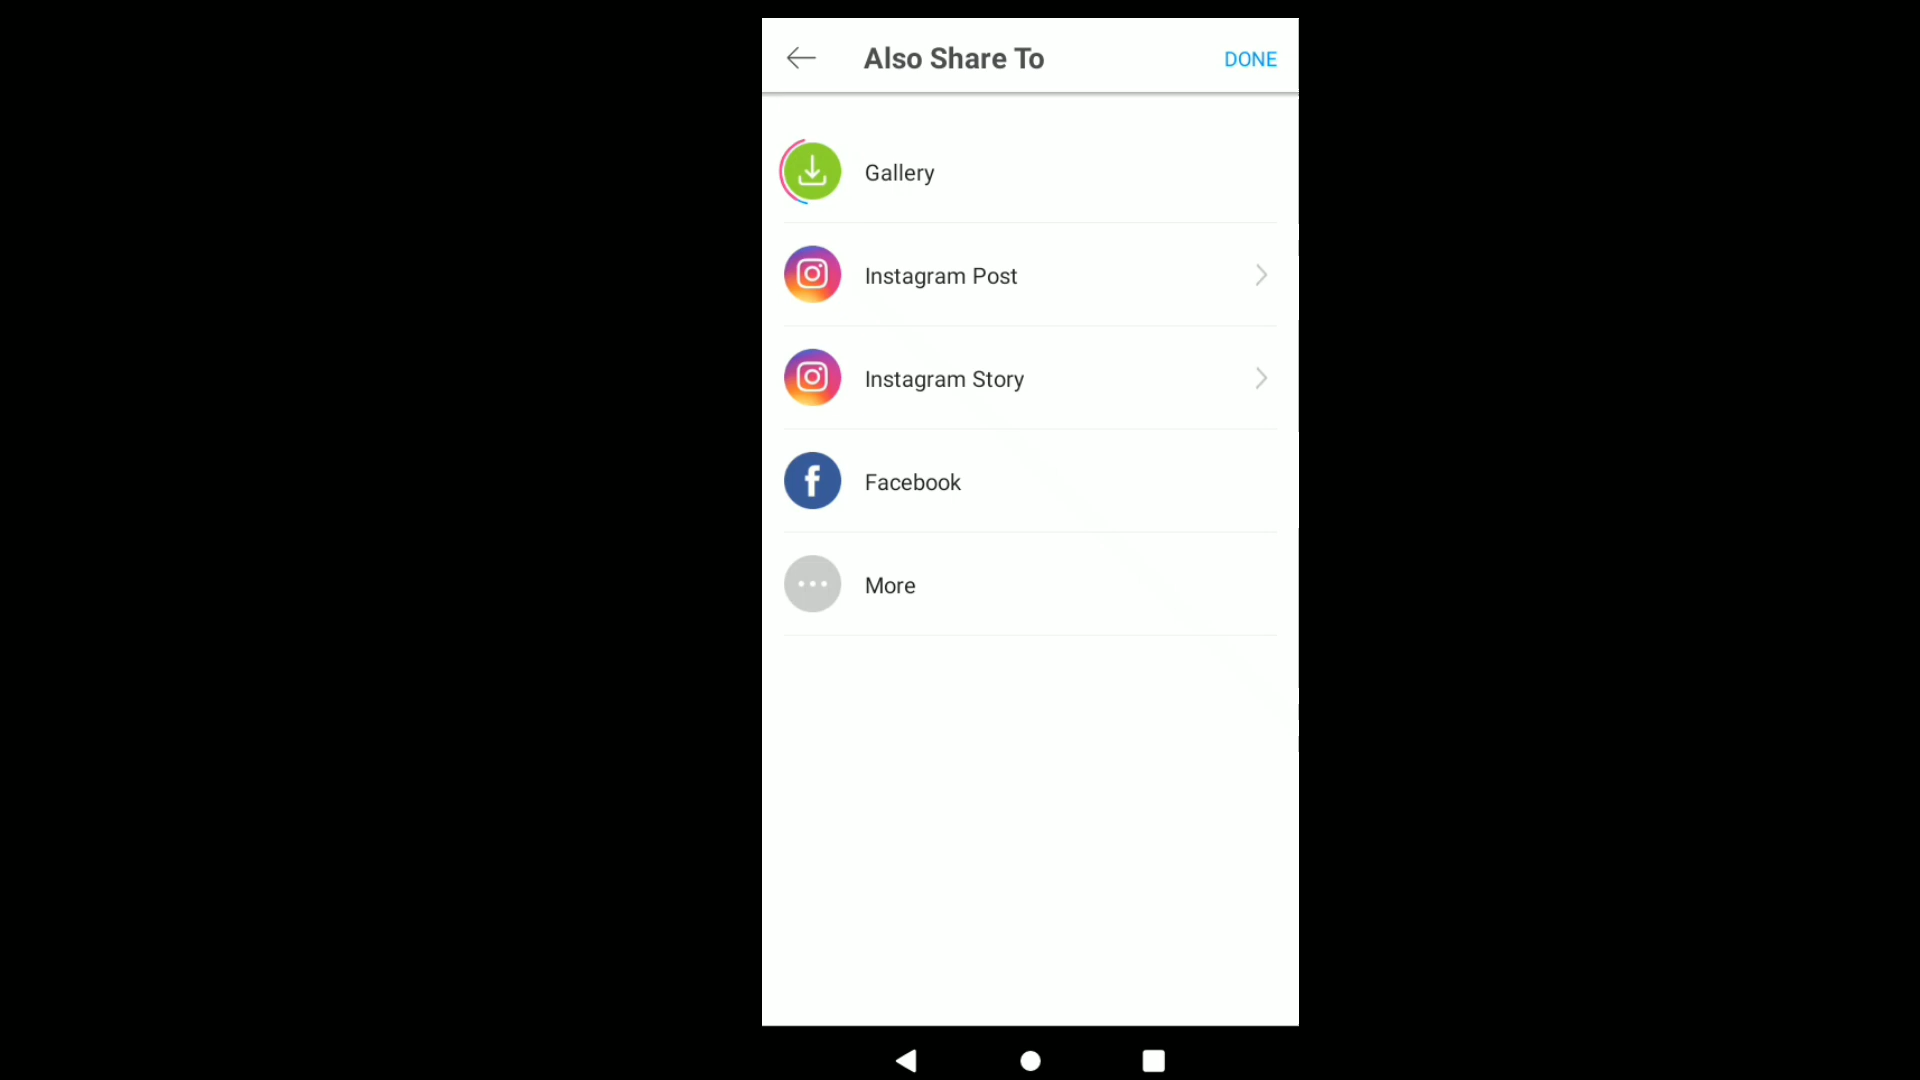 Also Share To
DONE
Gallery
Instagram Post
Instagram Story
Facebook
More